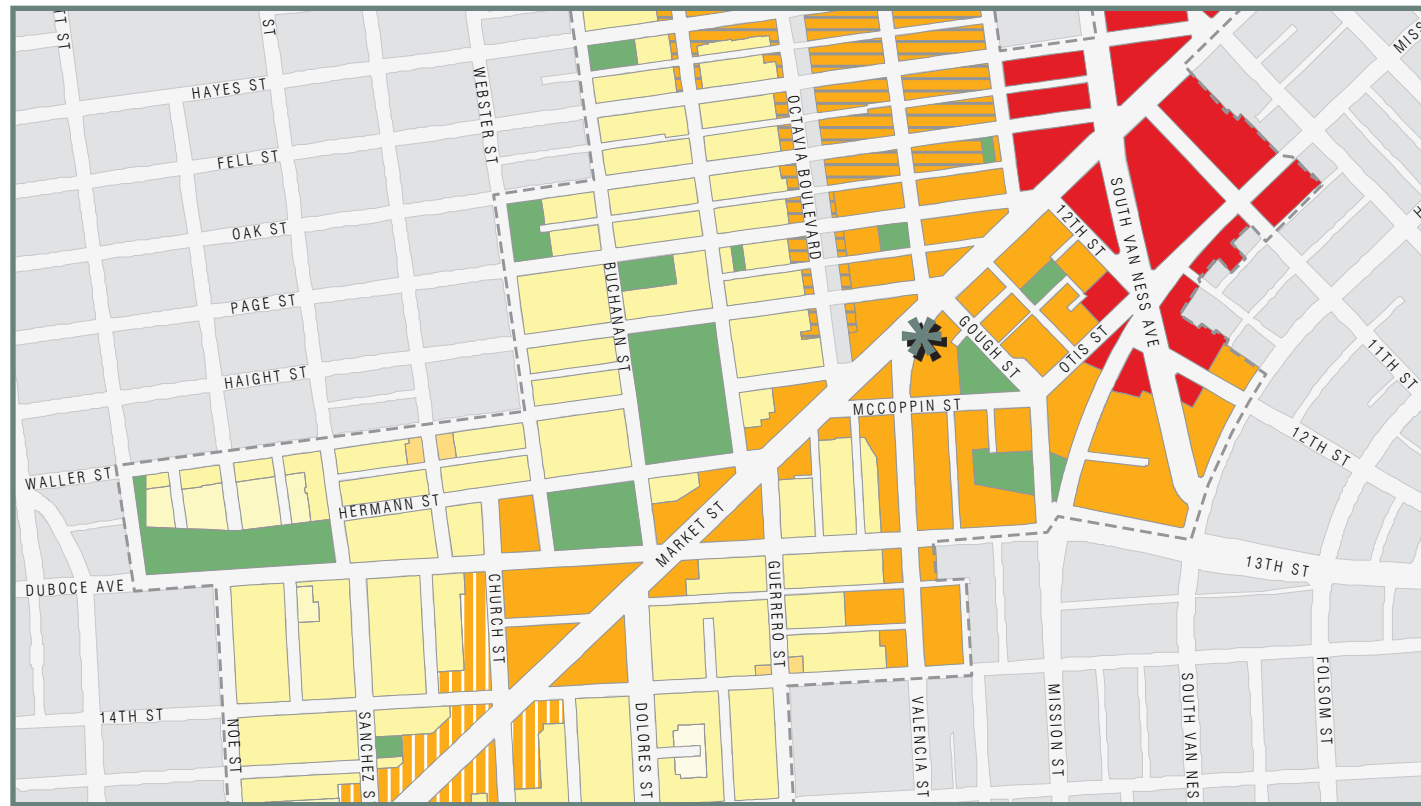 ST
MISS
HAYES ST
WEBSTER ST
OCTAVIA BOULEVARD
FELL ST
SOUTH VAN NESS AVE
12TH ST
OAK ST
PAGE ST
BUCHANAN ST
GOUGH ST
OTIS ST
11TH ST
HAIGHT ST
MCCOPPIN ST
12TH ST
WALLER ST
HERMANN ST
MARKET ST
13TH ST
DUBOCE AVE
CHURCH ST
GUERRERO ST
14TH ST
NOE ST
SANCHEZ S
DOLORES ST
VALENCIA ST
MISSION ST
SOUTH VAN NES
FOLSOM ST